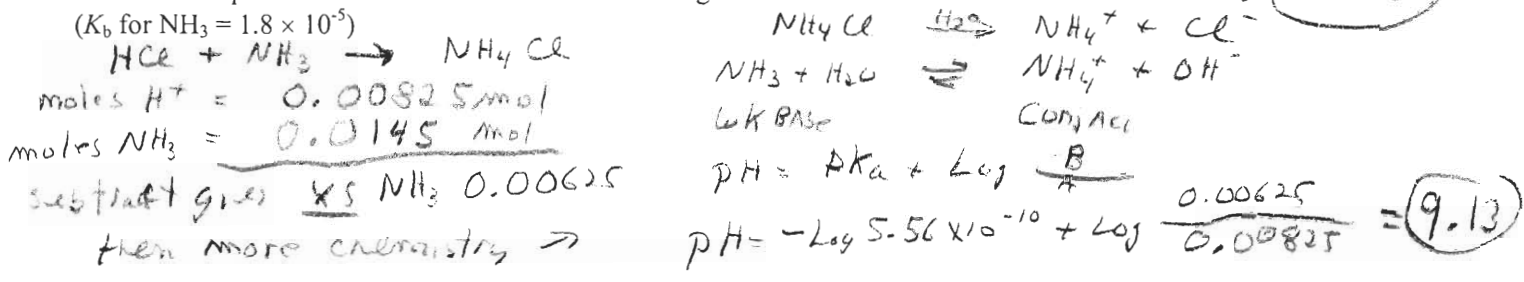 (K_b for NH₃ = 1.8 × 10⁻⁵)
HCl + NH₃ → NH₄Cl
moles H⁺ = 0.00825 mol
moles NH₃ = 0.0145 mol
subtract gives XS NH₃ 0.00625
then more chemistry →
NH₄Cl H₂O→ NH₄⁺ + Cl⁻
NH₃ + H₂O ⇌ NH₄⁺ + OH⁻
WK BASE Conj Aci
pH = pKa + Log B/A
pH = -Log 5.56 x 10⁻¹⁰ + Log 0.00625/0.00825 = 9.13